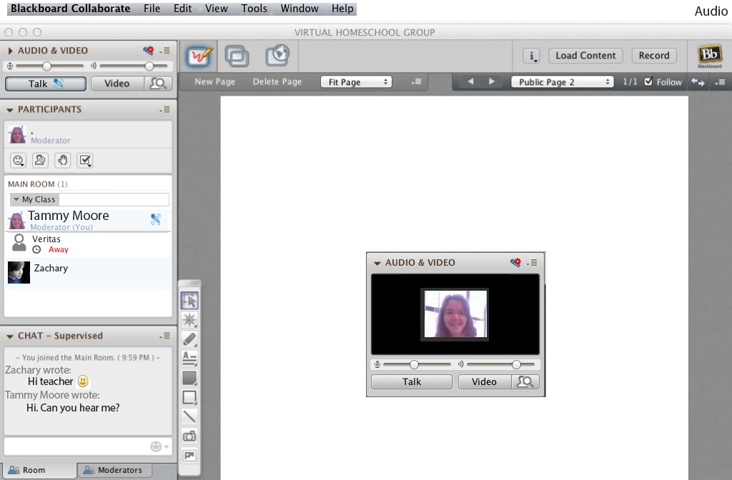 Blackboard Collaborate File Edit View Tools Window Help
Audio
VIRTUAL HOMESCHOOL GROUP
AUDIO & VIDEO
Talk Video
PARTICIPANTS
-
Moderator
MAIN ROOM (1)
My Class
Tammy Moore
Moderator (You)
Veritas
Away
Zachary
CHAT – Supervised
– You joined the Main Room. ( 9:59 PM ) –
Zachary wrote:
Hi teacher
Tammy Moore wrote:
Hi. Can you hear me?
Room Moderators
i Load Content Record
Bb
Blackboard
New Page Delete Page Fit Page Public Page 2 1/1 Follow
A
AUDIO & VIDEO
Talk Video